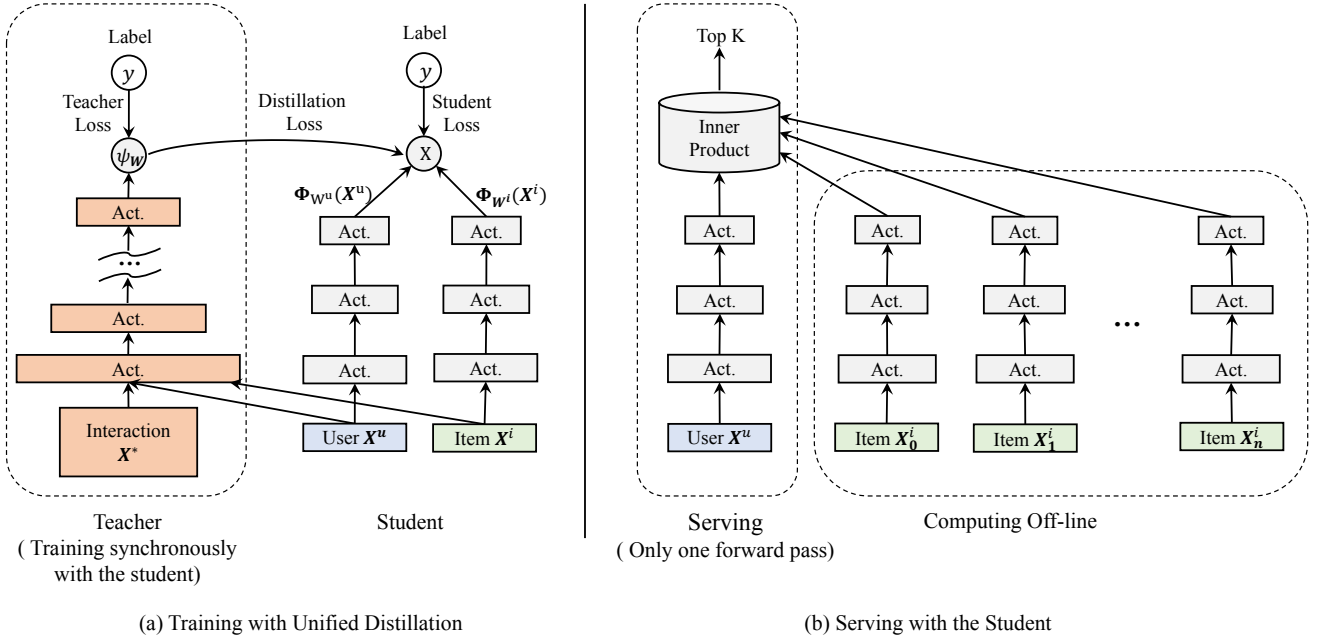 Label
y
Teacher
Loss
ψ_W
Act.
...
Act.
Act.
Interaction
X*
Distillation
Loss
Label
y
Student
Loss
X
Φ_{W^u}(X^u)
Φ_{W^i}(X^i)
Act.
Act.
Act.
Act.
Act.
Act.
User X^u
Item X^i
Teacher
( Training synchronously
with the student)
Student
(a) Training with Unified Distillation
Top K
Inner
Product
Act.
Act.
Act.
User X^u
Act.
Act.
Act.
Item X_0^i
Act.
Act.
Act.
Item X_1^i
...
Act.
Act.
Act.
Item X_n^i
Serving
( Only one forward pass)
Computing Off-line
(b) Serving with the Student